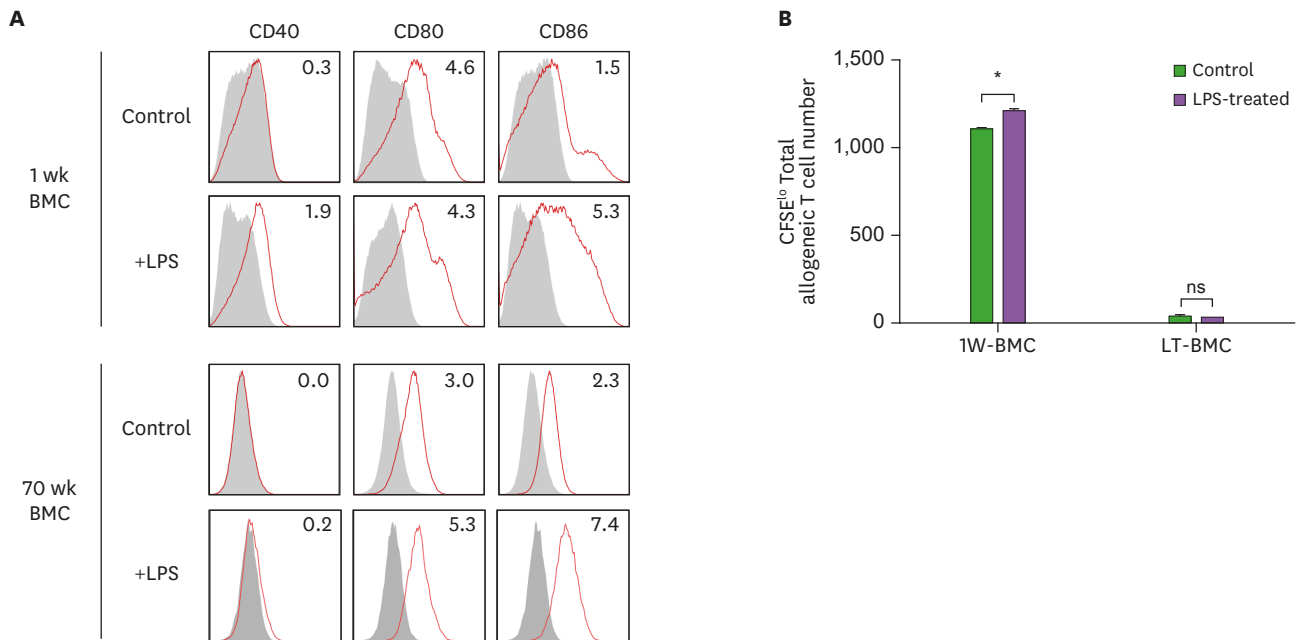 A
CD40 CD80 CD86
1 wk
BMC
Control
0.3 4.6 1.5
+LPS
1.9 4.3 5.3
70 wk
BMC
Control
0.0 3.0 2.3
+LPS
0.2 5.3 7.4
B
CFSEˡᵒ Total
allogeneic T cell number
1,500
1,000
500
0
*
ns
Control
LPS-treated
1W-BMC LT-BMC